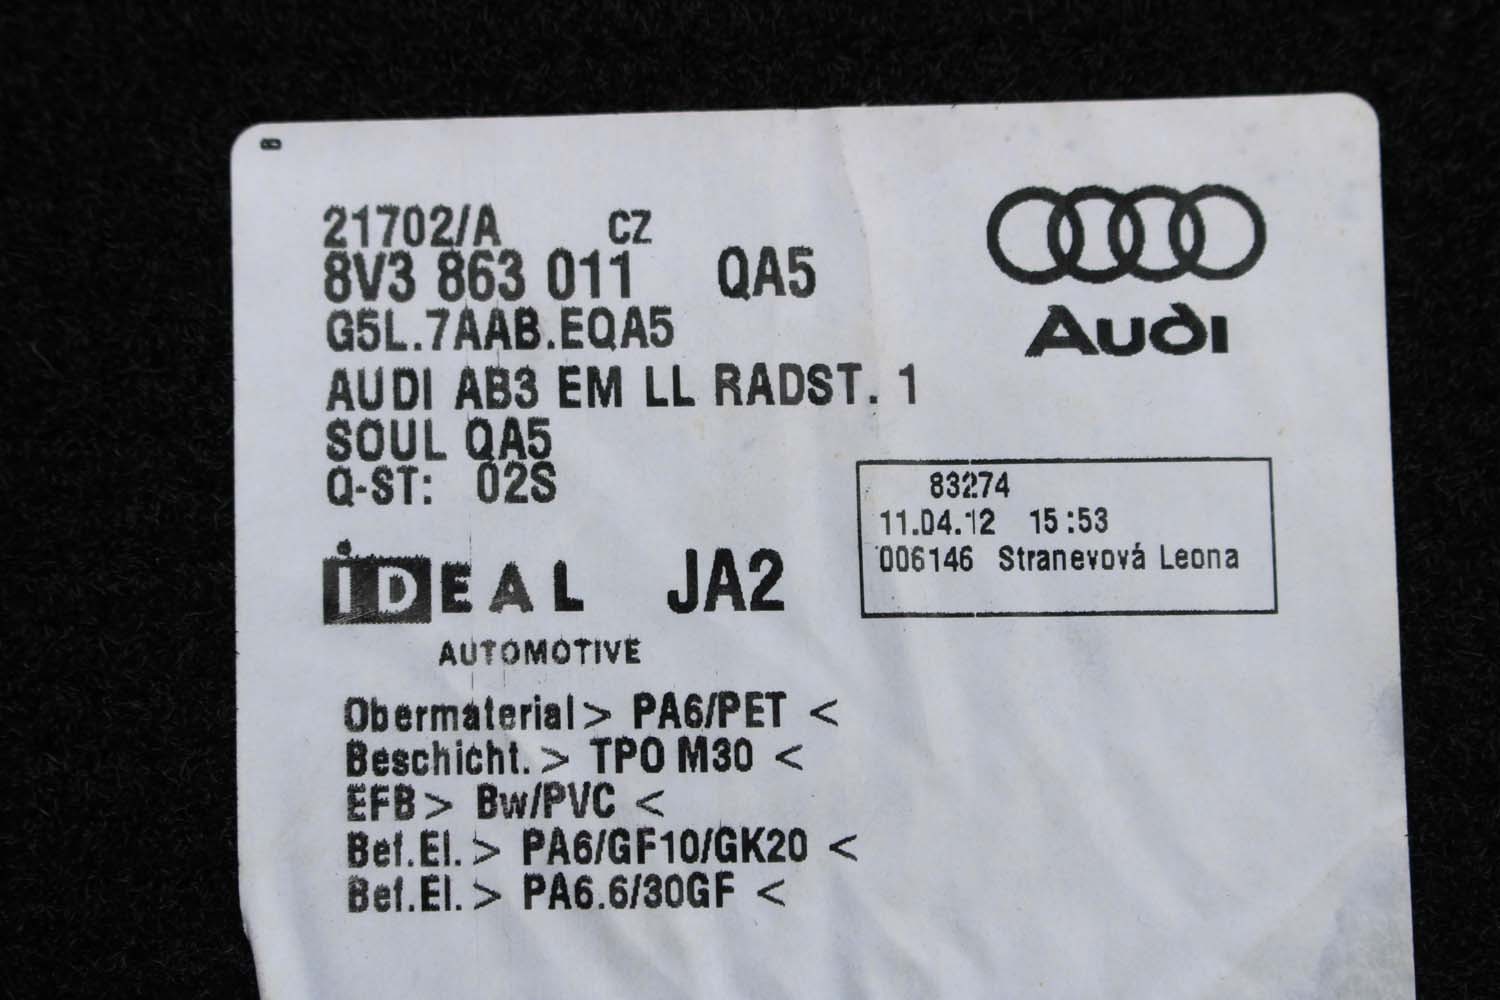 21702/A CZ
8V3 863 011 QA5
G5L.7AAB.EQA5
AUDI AB3 EM LL RADST. 1
SOUL QA5
Q-ST: 02S
Audi
83274
11.04.12 15:53
006146 Stranevová Leona
iDEAL JA2
AUTOMOTIVE
Obermaterial> PA6/PET <
Beschicht.> TPO M30 <
EFB> Bw/PVC <
Bef.El.> PA6/GF10/GK20 <
Bef.El.> PA6.6/30GF <